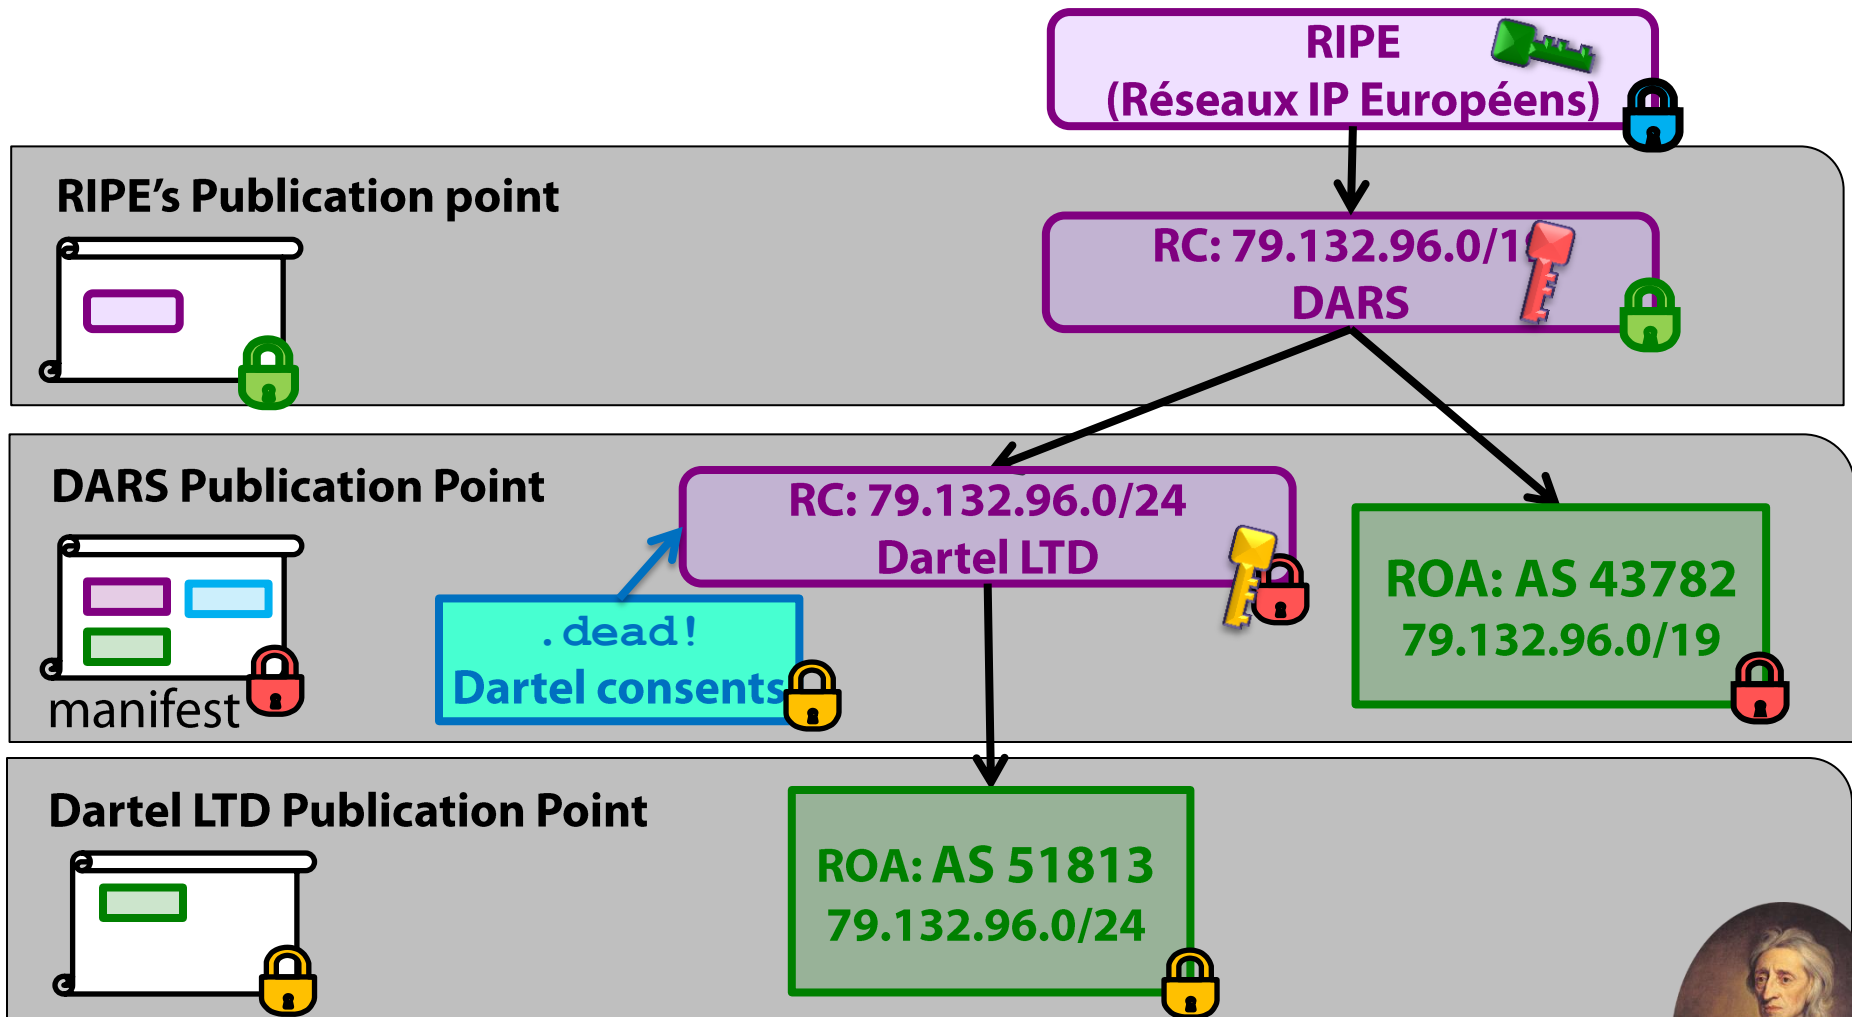 RIPE
(Réseaux IP Européens)
RIPE's Publication point
RC: 79.132.96.0/1
DARS
DARS Publication Point
RC: 79.132.96.0/24
Dartel LTD
.dead!
Dartel consents
manifest
ROA: AS 43782
79.132.96.0/19
Dartel LTD Publication Point
ROA: AS 51813
79.132.96.0/24